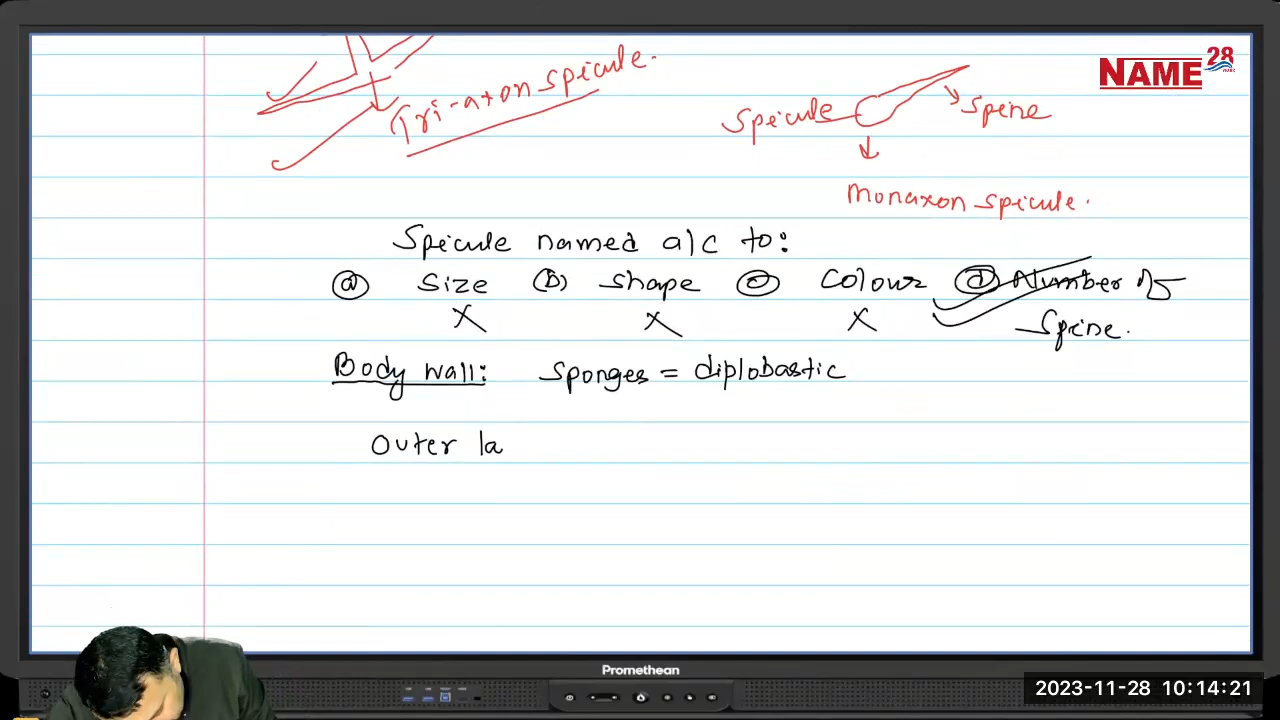 NAME 28
Tri-axon spicule.
Spicule
Spine
Monaxon spicule.
Spicule named a/c to:
(a) Size (b) Shape (c) Colour (d) Number of
x x x Spine.
Body wall: Sponges = diplobastic
Outer la
Promethean
2023-11-28 10:14:21